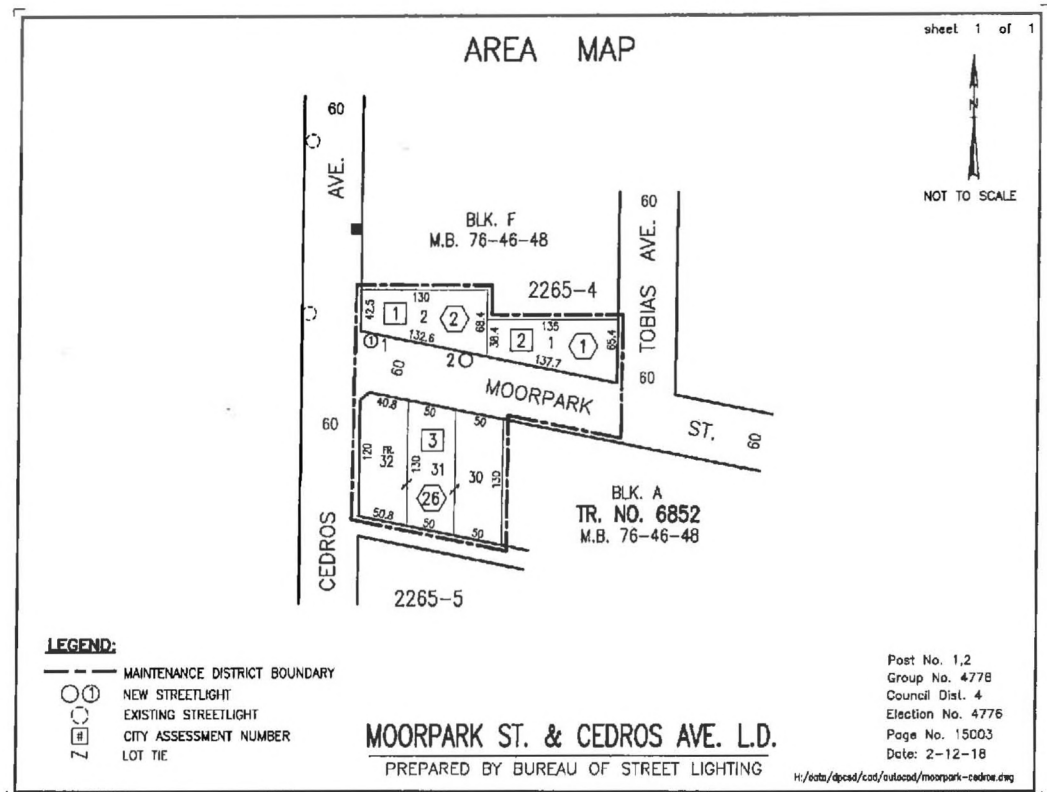 sheet 1 of 1
AREA MAP
N
NOT TO SCALE
60
AVE.
BLK. F
M.B. 76-46-48
60
TOBIAS AVE.
2265-4
130
42.5
1
2
2
68.4
135
38.4
2
1
1
65.4
132.6
137.7
1
1
2
60
60
MOORPARK
ST.
60
40.8
50
50
60
3
120
32
130
31
30
130
26
50.8
50
50
BLK. A
TR. NO. 6852
M.B. 76-46-48
CEDROS
2265-5
LEGEND:
MAINTENANCE DISTRICT BOUNDARY
1 NEW STREETLIGHT
EXISTING STREETLIGHT
# CITY ASSESSMENT NUMBER
LOT TIE
MOORPARK ST. & CEDROS AVE. L.D.
PREPARED BY BUREAU OF STREET LIGHTING
Post No. 1,2
Group No. 4778
Council Dist. 4
Election No. 4776
Page No. 15003
Date: 2-12-18
H:/data/dpcsd/cad/autocad/moorpark-cedros.dwg